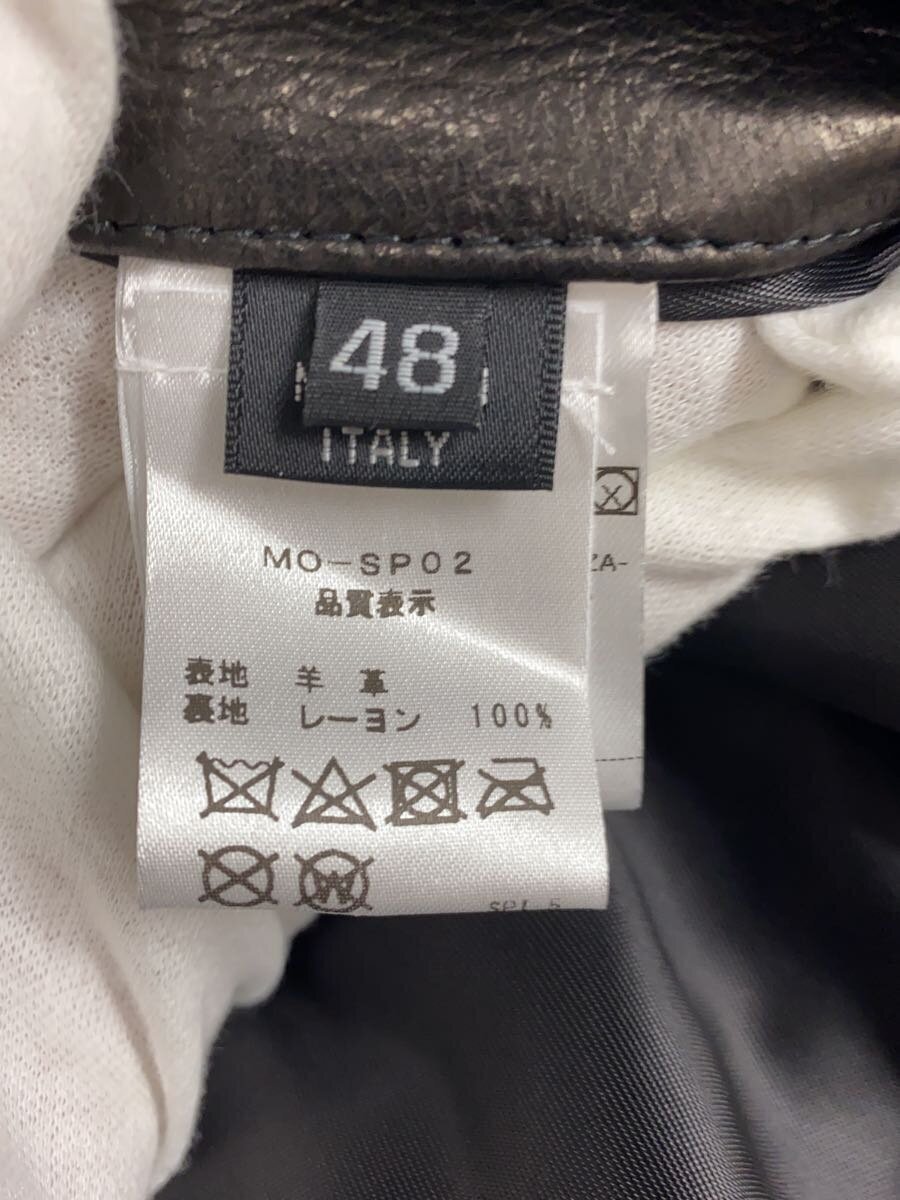 48
ITALY
MO-SP02
品質表示
表地 羊 革
裏地 レーヨン 100%
ZA-